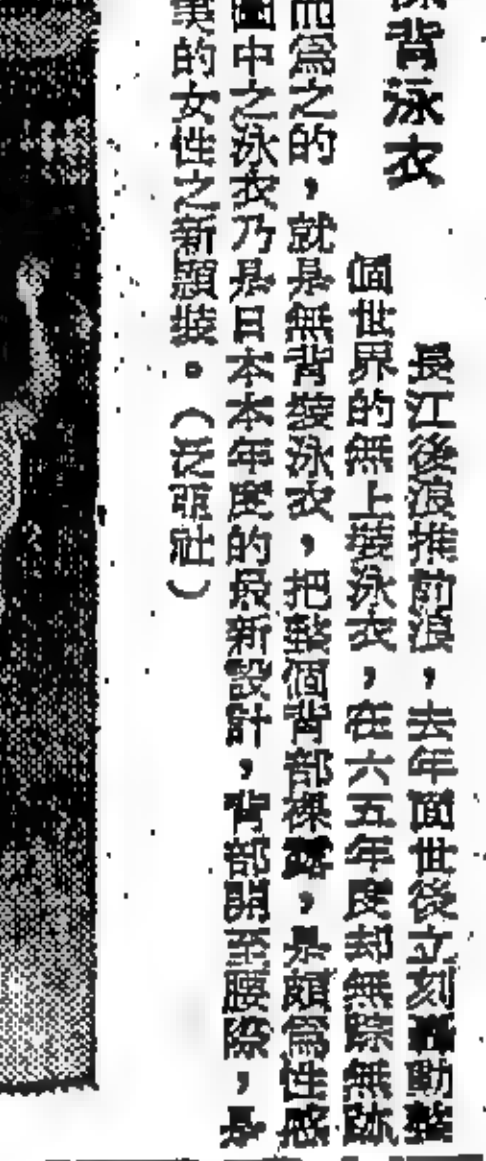 背泳衣
長江後浪推前浪，去年面世後立刻轟動整
個世界的無上裝泳衣，在六五年度却無踪無跡
而爲之的，就是無背裝泳衣，把整個背部裸露，是頗爲性感
圖中之泳衣乃是日本本年度的最新設計，背部開至腰際，是
的女性之新題裝。（泛亞社）